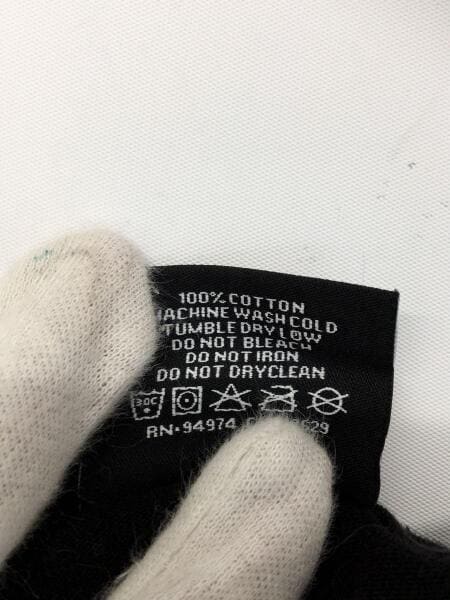 100% COTTON
MACHINE WASH COLD
TUMBLE DRY LOW
DO NOT BLEACH
DO NOT IRON
DO NOT DRYCLEAN
30C
RN•94974